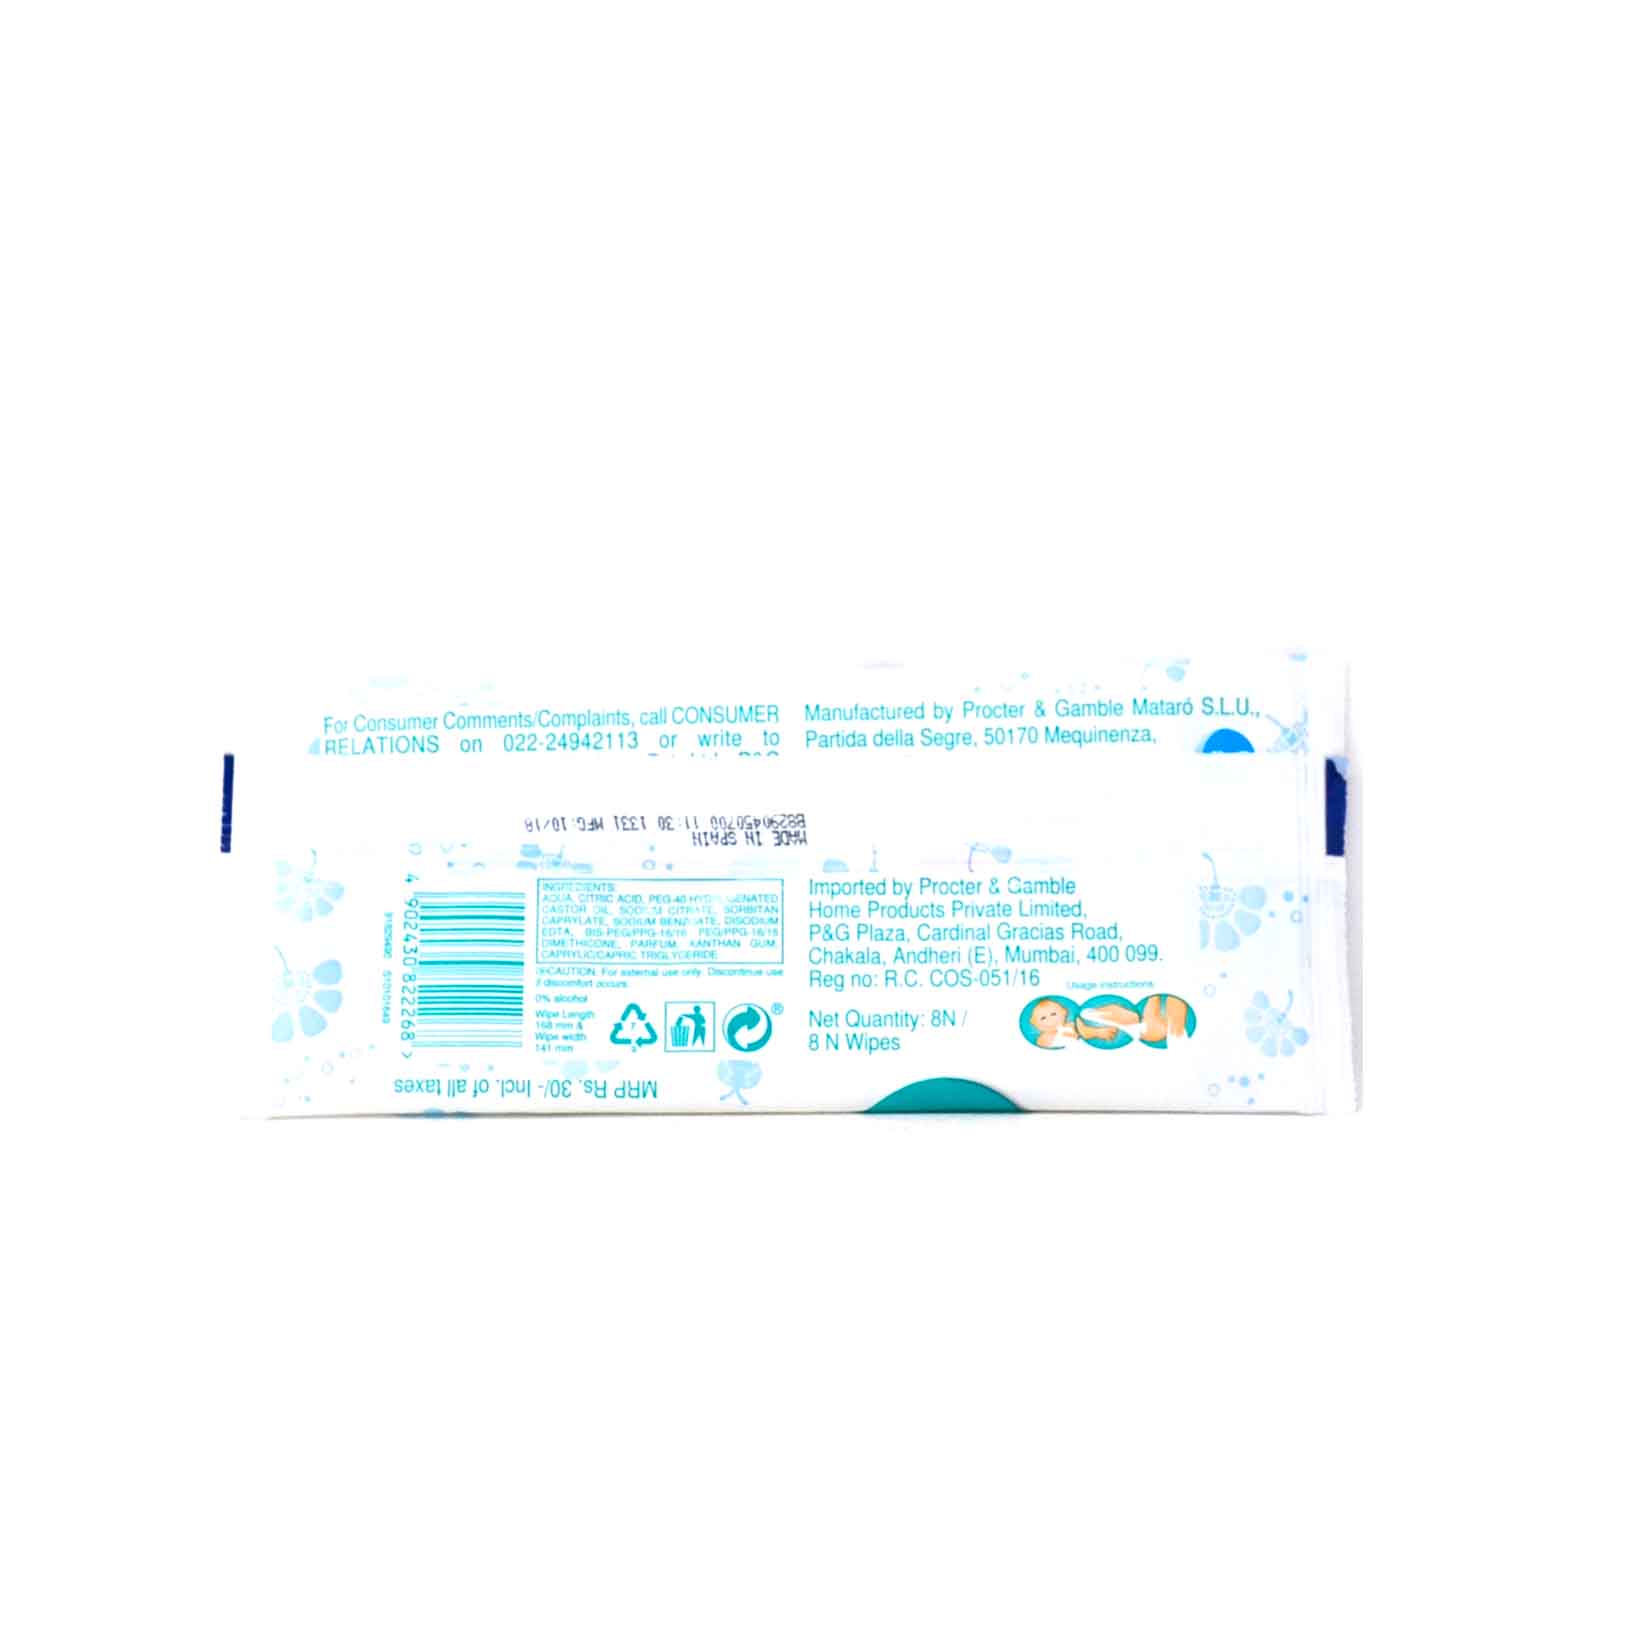 For Consumer Comments/Complaints, call CONSUMER
RELATIONS on 022-24942113 or write to
Manufactured by Procter & Gamble Mataró S.L.U.,
Partida della Segre, 50170 Mequinenza,
MADE IN SPAIN
11:30 1331 MFG:10/18
4 902430 822268 >
INGREDIENTS:
AQUA, CITRIC ACID, PEG-40 HYDROGENATED
CASTOR OIL, SODIUM CITRATE, SORBITAN
CAPRYLATE, SODIUM BENZOATE, DISODIUM
EDTA, BIS-PEG/PPG-16/16 PEG/PPG-16/16
DIMETHICONE, PARFUM, XANTHAN GUM,
CAPRYLIC/CAPRIC TRIGLYCERIDE
PRECAUTION: For external use only. Discontinue use
if discomfort occurs.
0% alcohol
Wipe Length
168 mm &
Wipe width
141 mm
7
®
MRP Rs. 30/- Incl. of all taxes
Imported by Procter & Gamble
Home Products Private Limited,
P&G Plaza, Cardinal Gracias Road,
Chakala, Andheri (E), Mumbai, 400 099.
Reg no: R.C. COS-051/16
Usage instructions
Net Quantity: 8N /
8 N Wipes